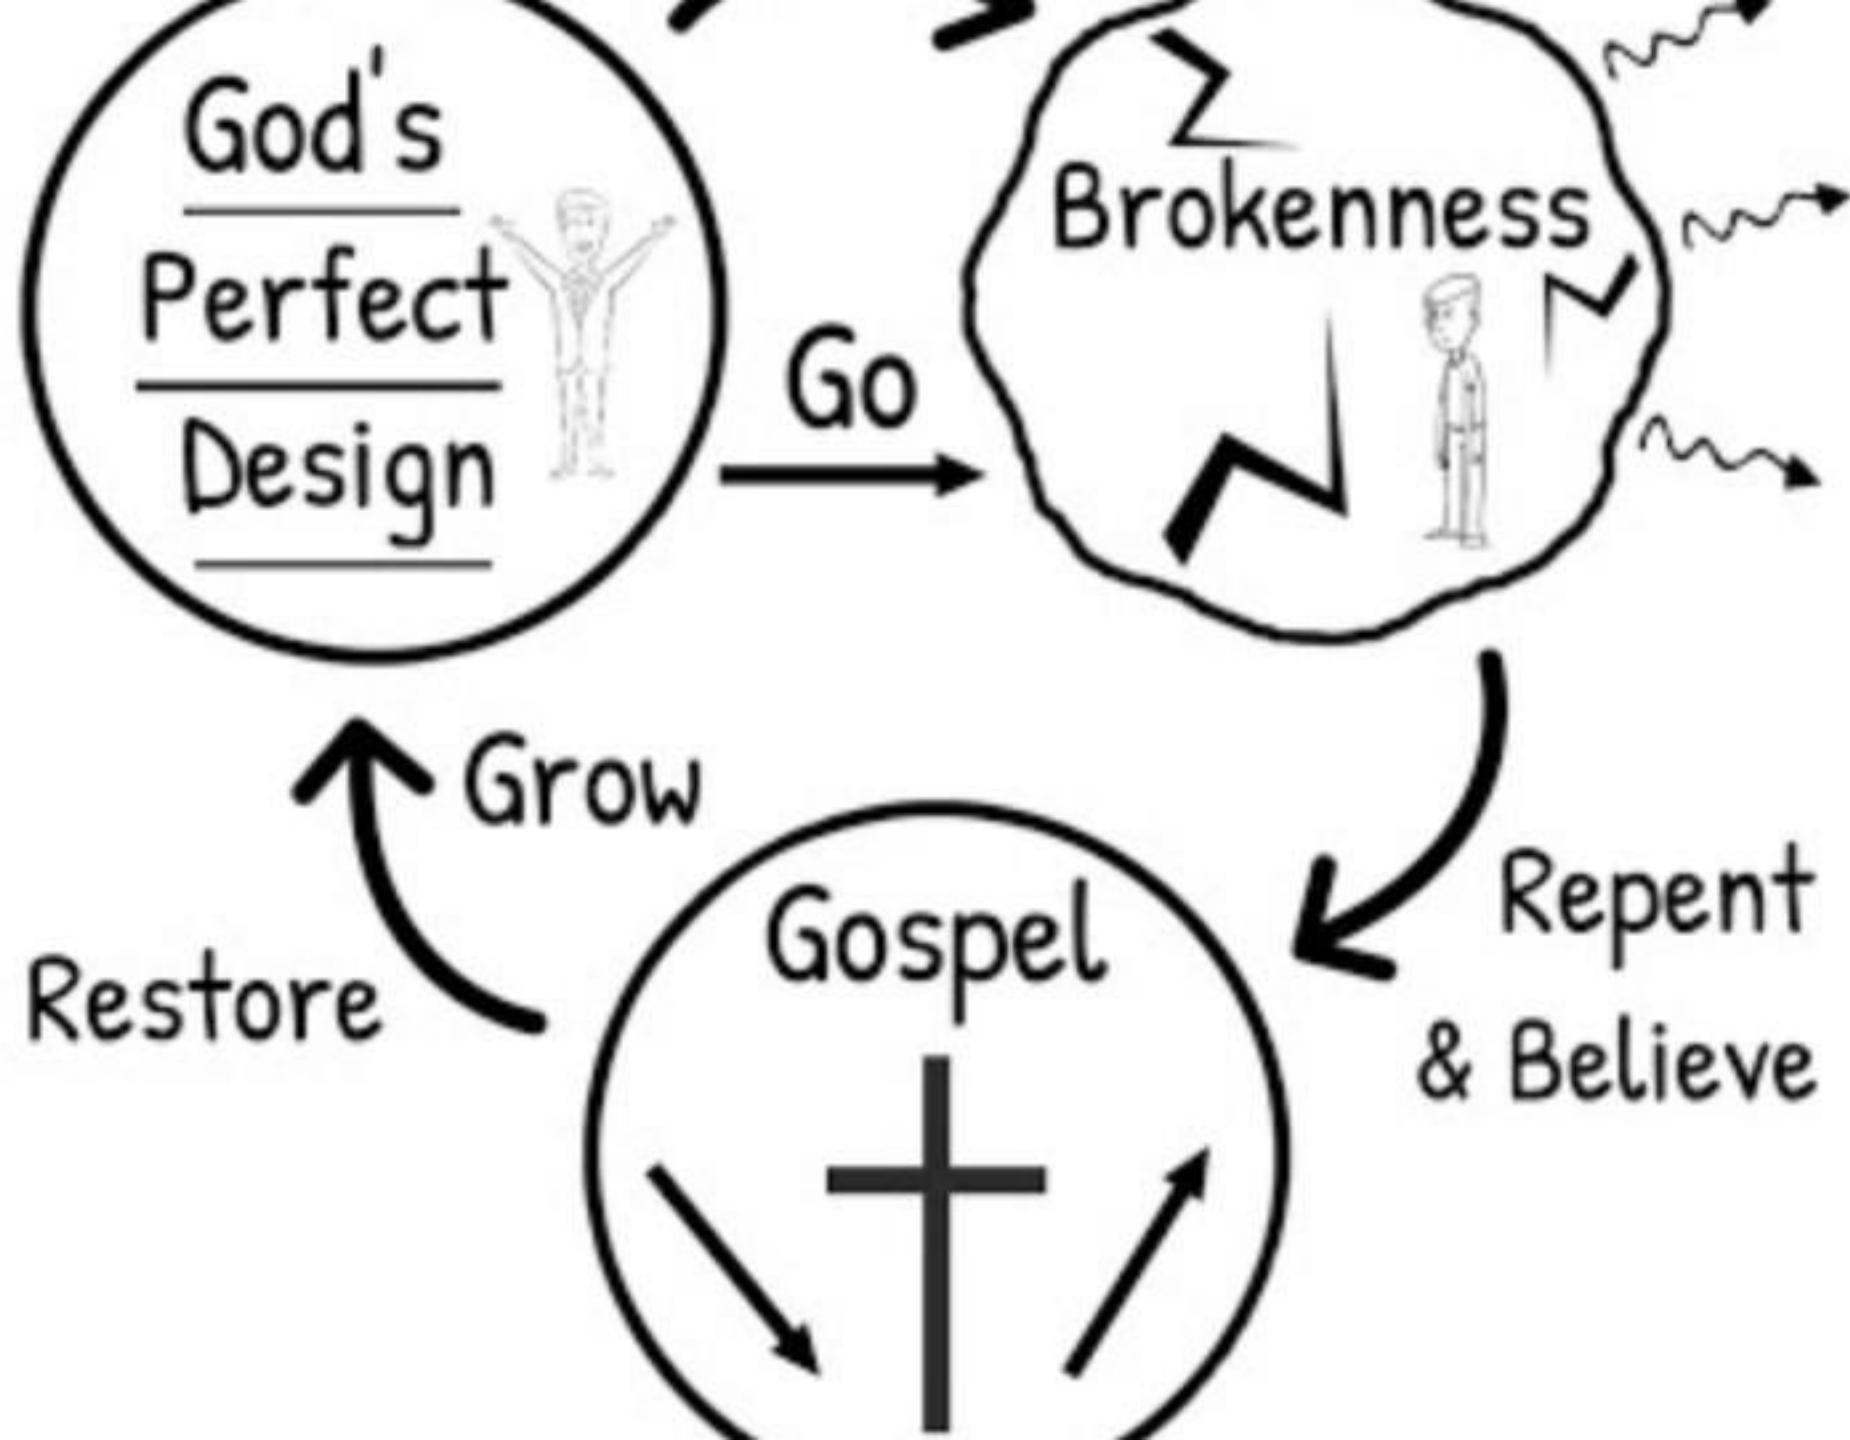 God's
Perfect
Design
Go
Brokenness
Grow
Restore
Gospel
Repent
& Believe